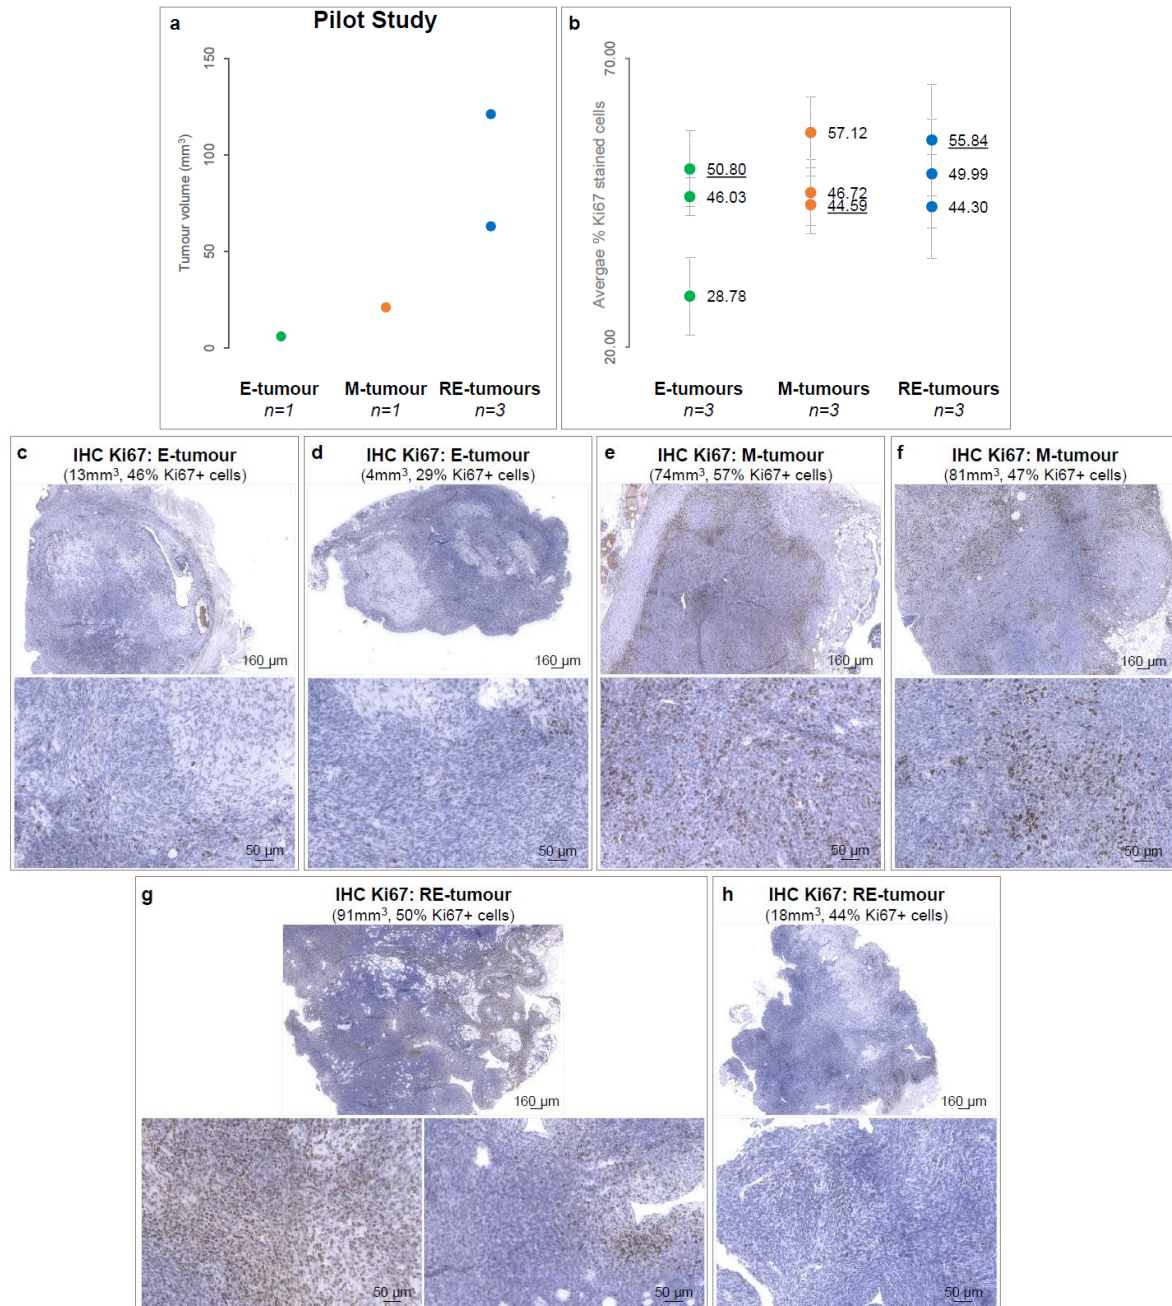 a
Pilot Study
Tumour volume (mm³)
150
100
50
0
E-tumour
n=1
M-tumour
n=1
RE-tumours
n=3
b
Avergae % Ki67 stained cells
70.00
20.00
50.80
46.03
28.78
57.12
46.72
44.59
55.84
49.99
44.30
E-tumours
n=3
M-tumours
n=3
RE-tumours
n=3
c
IHC Ki67: E-tumour
(13mm³, 46% Ki67+ cells)
160 µm
50 µm
d
IHC Ki67: E-tumour
(4mm³, 29% Ki67+ cells)
160 µm
50 µm
e
IHC Ki67: M-tumour
(74mm³, 57% Ki67+ cells)
160 µm
50 µm
f
IHC Ki67: M-tumour
(81mm³, 47% Ki67+ cells)
160 µm
50 µm
g
IHC Ki67: RE-tumour
(91mm³, 50% Ki67+ cells)
160 µm
50 µm
50 µm
h
IHC Ki67: RE-tumour
(18mm³, 44% Ki67+ cells)
160 µm
50 µm